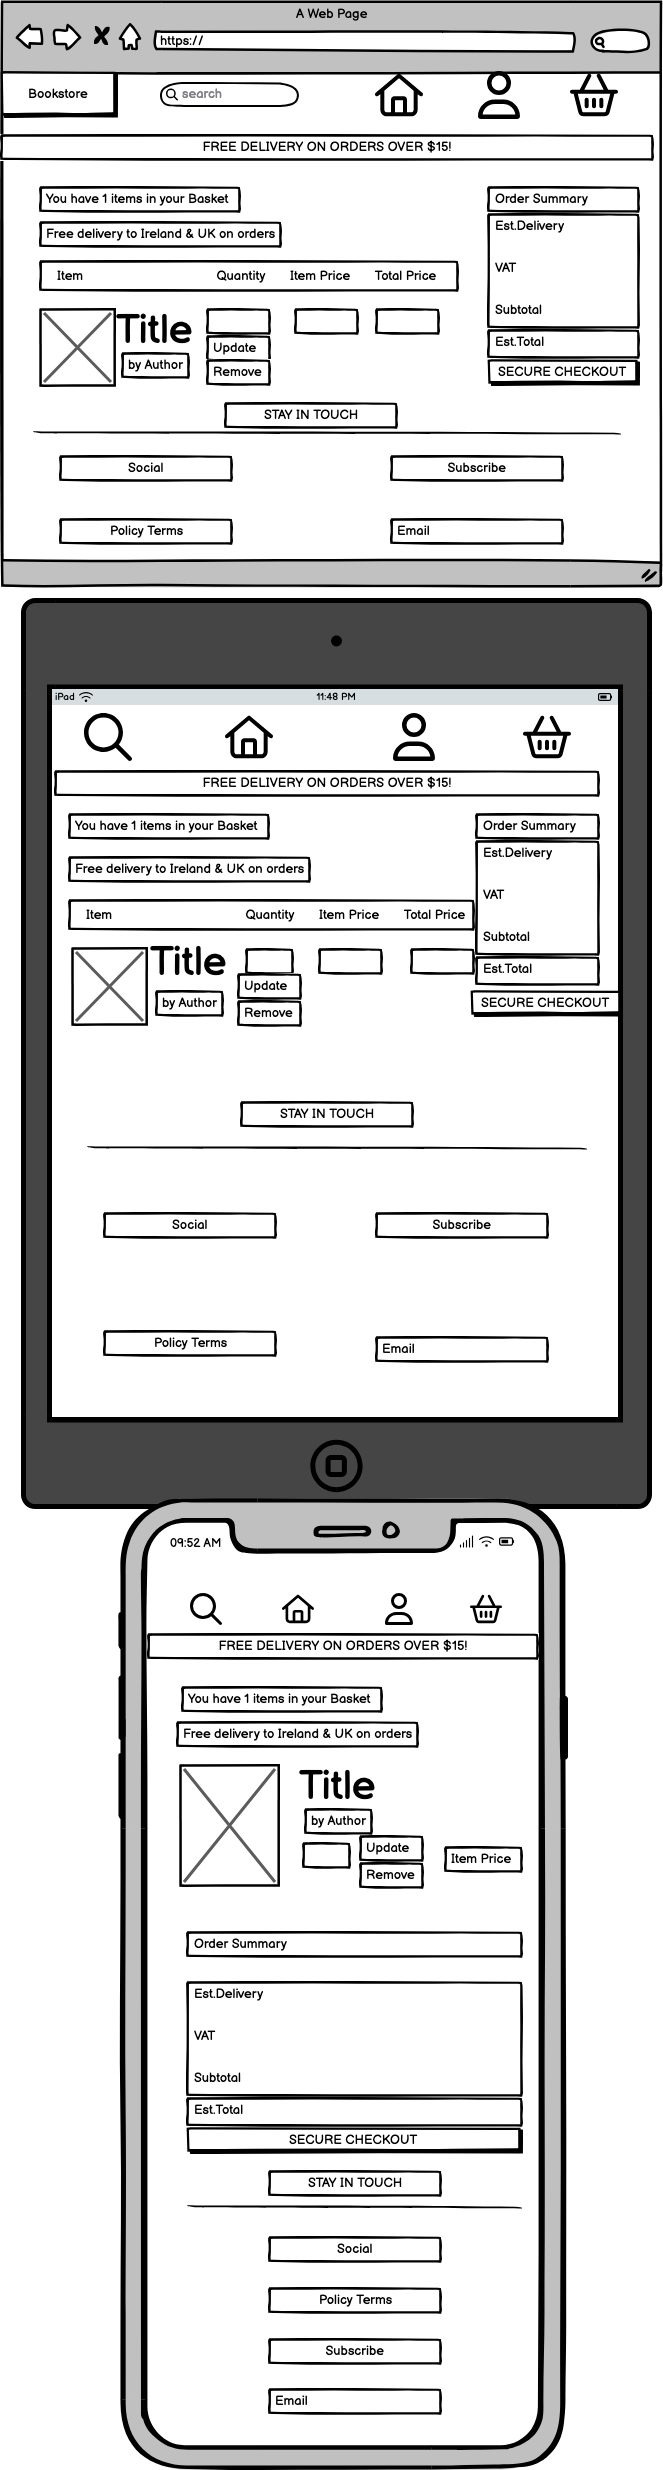 A Web Page
https://
Bookstore
search
FREE DELIVERY ON ORDERS OVER $15!
You have 1 items in your Basket
Free delivery to Ireland & UK on orders
Item Quantity Item Price Total Price
Title
by Author
Update
Remove
Order Summary
Est.Delivery
VAT
Subtotal
Est.Total
SECURE CHECKOUT
STAY IN TOUCH
Social
Subscribe
Policy Terms
Email
iPad
11:48 PM
FREE DELIVERY ON ORDERS OVER $15!
You have 1 items in your Basket
Free delivery to Ireland & UK on orders
Item Quantity Item Price Total Price
Title
by Author
Update
Remove
Order Summary
Est.Delivery
VAT
Subtotal
Est.Total
SECURE CHECKOUT
STAY IN TOUCH
Social
Subscribe
Policy Terms
Email
09:52 AM
FREE DELIVERY ON ORDERS OVER $15!
You have 1 items in your Basket
Free delivery to Ireland & UK on orders
Title
by Author
Update
Remove
Item Price
Order Summary
Est.Delivery
VAT
Subtotal
Est.Total
SECURE CHECKOUT
STAY IN TOUCH
Social
Policy Terms
Subscribe
Email